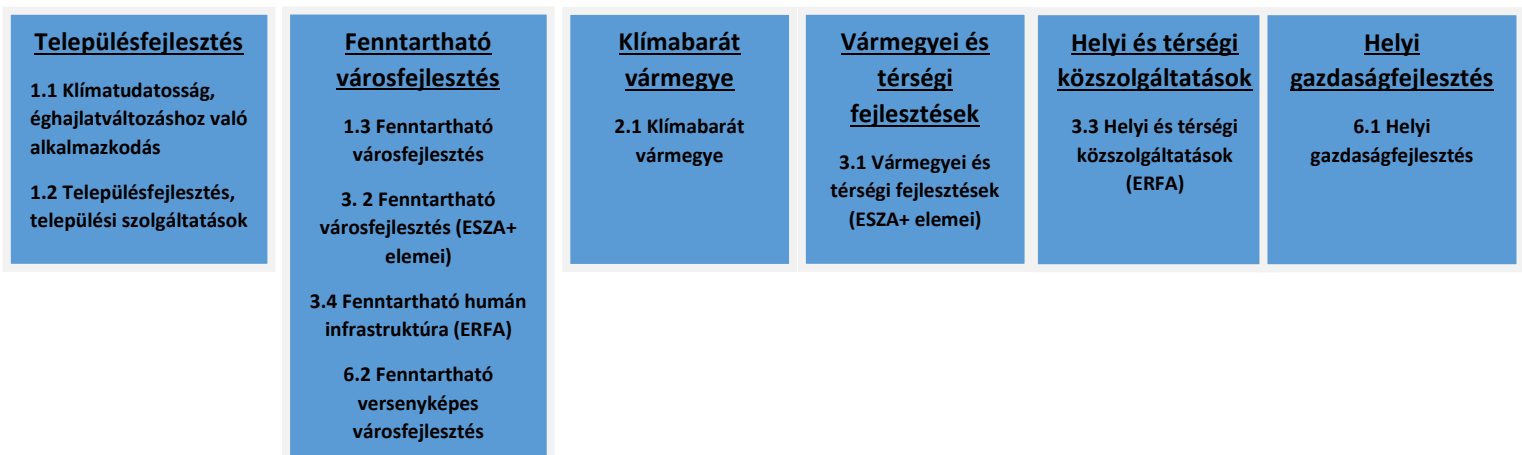 Településfejlesztés
1.1 Klímatudatosság,
éghajlatváltozáshoz való
alkalmazkodás
1.2 Településfejlesztés,
települési szolgáltatások
Fenntartható
városfejlesztés
1.3 Fenntartható
városfejlesztés
3. 2 Fenntartható
városfejlesztés (ESZA+
elemei)
3.4 Fenntartható humán
infrastruktúra (ERFA)
6.2 Fenntartható
versenyképes
városfejlesztés
Klímabarát
vármegye
2.1 Klímabarát
vármegye
Vármegyei és
térségi
fejlesztések
3.1 Vármegyei és
térségi fejlesztések
(ESZA+ elemei)
Helyi és térségi
közszolgáltatások
3.3 Helyi és térségi
közszolgáltatások
(ERFA)
Helyi
gazdaságfejlesztés
6.1 Helyi
gazdaságfejlesztés